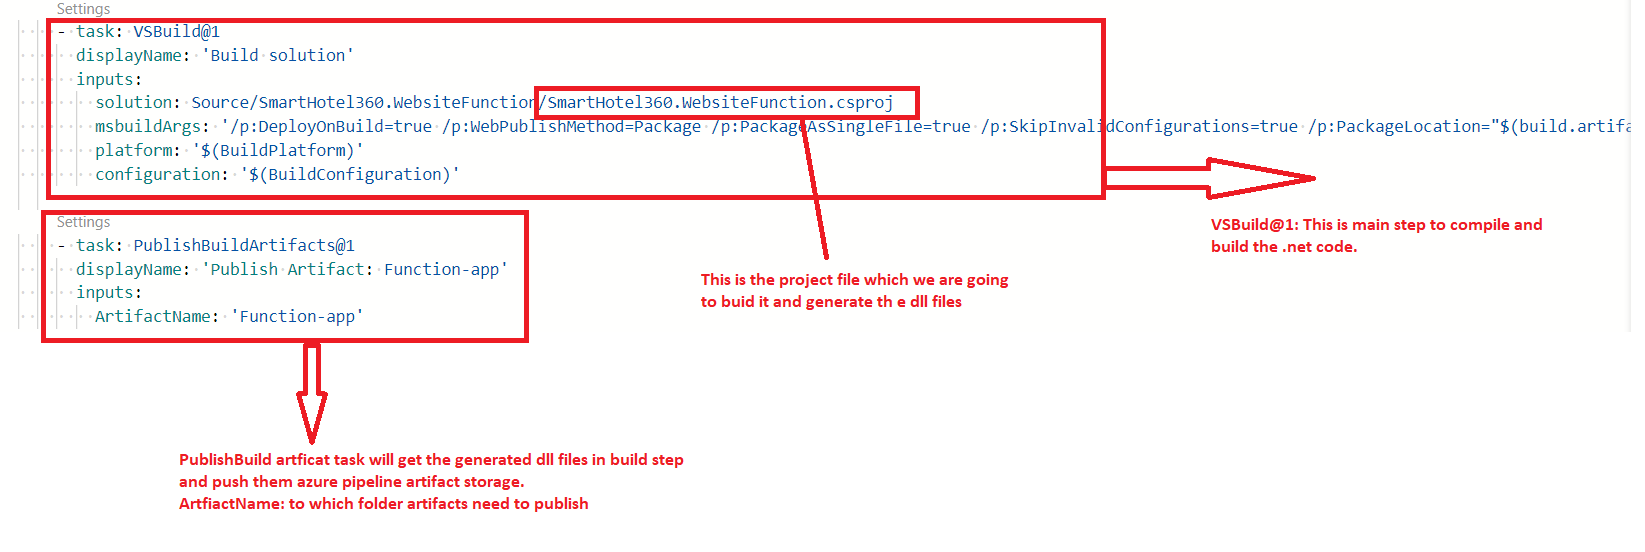 Settings
- task: VSBuild@1
displayName: 'Build solution'
inputs:
solution: Source/SmartHotel360.WebsiteFunction/SmartHotel360.WebsiteFunction.csproj
msbuildArgs: '/p:DeployOnBuild=true /p:WebPublishMethod=Package /p:PackageAsSingleFile=true /p:SkipInvalidConfigurations=true /p:PackageLocation="$(build.artifa
platform: '$(BuildPlatform)'
configuration: '$(BuildConfiguration)'
VSBuild@1: This is main step to compile and
build the .net code.
Settings
- task: PublishBuildArtifacts@1
displayName: 'Publish Artifact: Function-app'
inputs:
ArtifactName: 'Function-app'
This is the project file which we are going
to buid it and generate th e dll files
PublishBuild artficat task will get the generated dll files in build step
and push them azure pipeline artifact storage.
ArtfiactName: to which folder artifacts need to publish